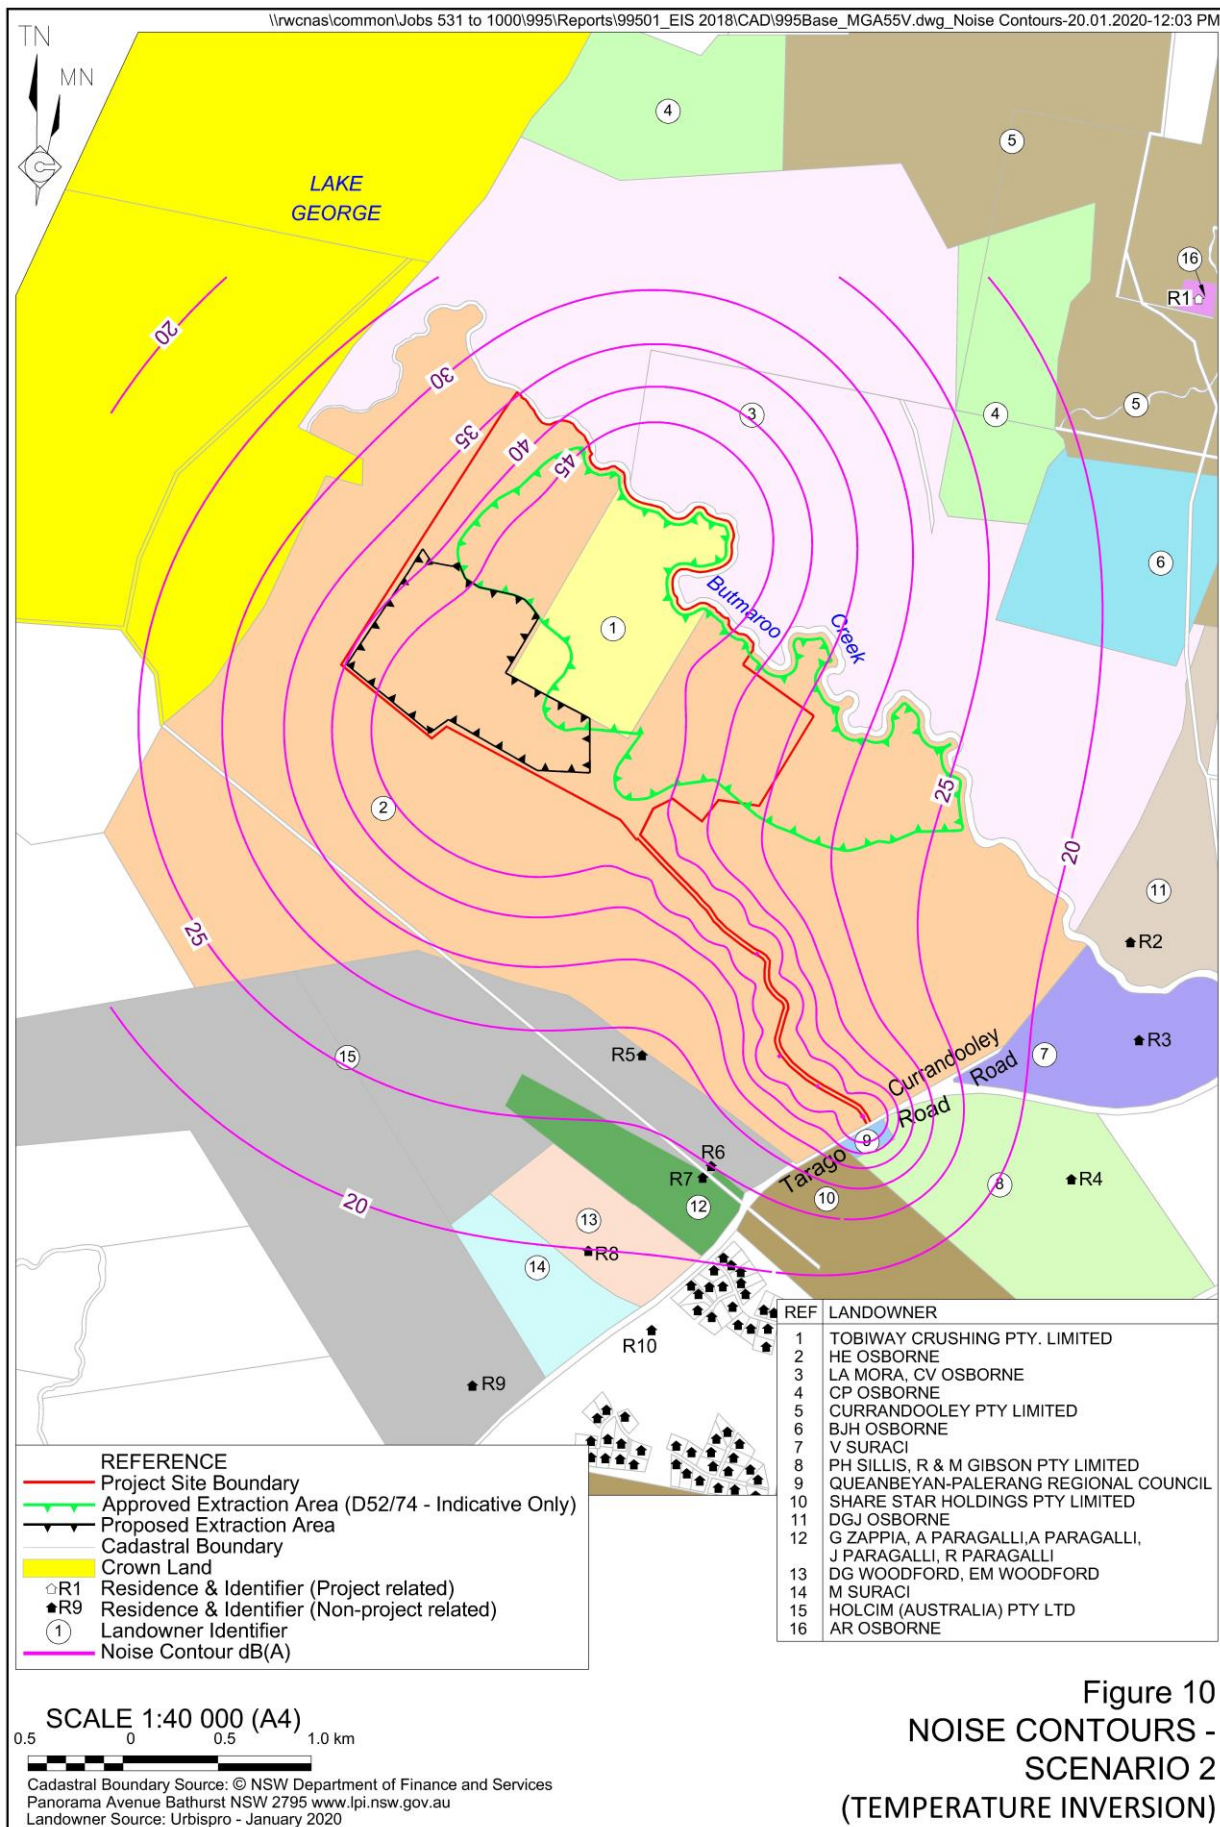 \\rwcnas\common\Jobs 531 to 1000\995\Reports\99501_EIS 2018\CAD\995Base_MGA55V.dwg_Noise Contours-20.01.2020-12:03 PM
TN
MN
LAKE
GEORGE
4
5
16
R1
20
30
35
40
45
3
4
5
6
Butmaroo
Creek
1
2
25
20
11
R2
25
R3
7
Currandooley
Road
15
R5
9
Tarago Road
R6
R7
12
10
8
R4
20
13
R8
14
R10
R9
REF LANDOWNER
1 TOBIWAY CRUSHING PTY. LIMITED
2 HE OSBORNE
3 LA MORA, CV OSBORNE
4 CP OSBORNE
5 CURRANDOOLEY PTY LIMITED
6 BJH OSBORNE
7 V SURACI
8 PH SILLIS, R & M GIBSON PTY LIMITED
9 QUEANBEYAN-PALERANG REGIONAL COUNCIL
10 SHARE STAR HOLDINGS PTY LIMITED
11 DGJ OSBORNE
12 G ZAPPIA, A PARAGALLI,A PARAGALLI,
J PARAGALLI, R PARAGALLI
13 DG WOODFORD, EM WOODFORD
14 M SURACI
15 HOLCIM (AUSTRALIA) PTY LTD
16 AR OSBORNE
REFERENCE
Project Site Boundary
Approved Extraction Area (D52/74 - Indicative Only)
Proposed Extraction Area
Cadastral Boundary
Crown Land
R1 Residence & Identifier (Project related)
R9 Residence & Identifier (Non-project related)
1 Landowner Identifier
Noise Contour dB(A)
SCALE 1:40 000 (A4)
0.5 0 0.5 1.0 km
Cadastral Boundary Source: © NSW Department of Finance and Services
Panorama Avenue Bathurst NSW 2795 www.lpi.nsw.gov.au
Landowner Source: Urbispro - January 2020
Figure 10
NOISE CONTOURS -
SCENARIO 2
(TEMPERATURE INVERSION)